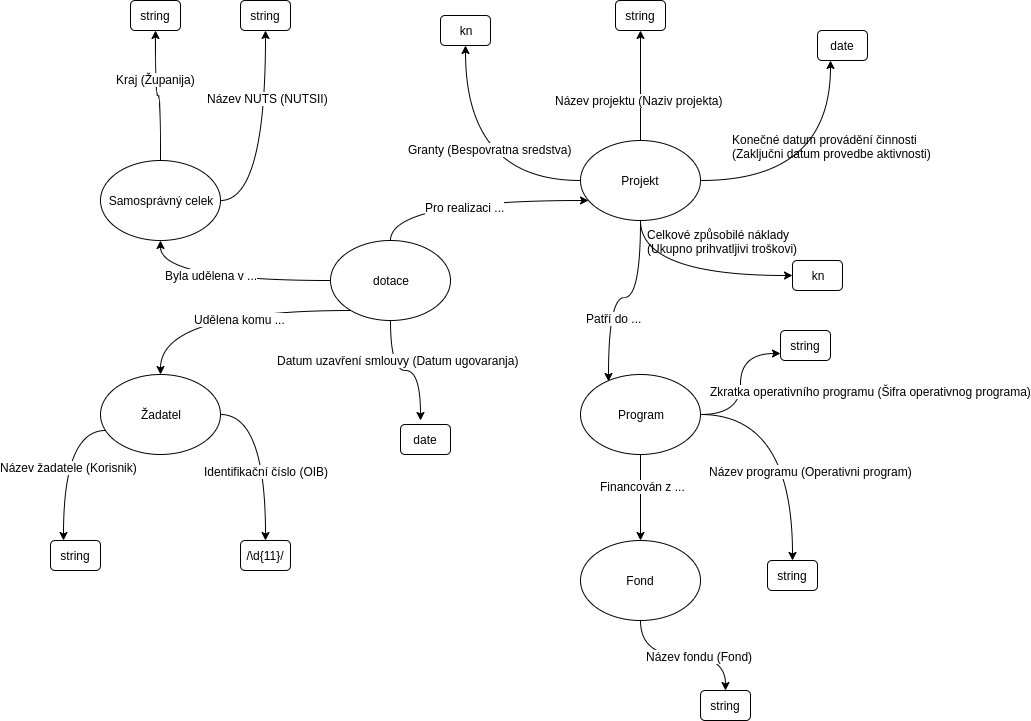 string
string
string
kn
date
Kraj (Županija)
Název NUTS (NUTSII)
Název projektu (Naziv projekta)
Konečné datum provádění činnosti
(Zaključni datum provedbe aktivnosti)
Granty (Bespovratna sredstva)
Projekt
Samosprávný celek
Pro realizaci ...
Celkové způsobilé náklady
(Ukupno prihvatljivi troškovi)
Byla udělena v ...
dotace
kn
Udělena komu ...
Patří do ...
string
Datum uzavření smlouvy (Datum ugovaranja)
Zkratka operativního programu (Šifra operativnog programa)
Žadatel
Program
date
Název žadatele (Korisnik)
Identifikační číslo (OIB)
Název programu (Operativni program)
Financován z ...
string
/\d{11}/
Fond
string
Název fondu (Fond)
string